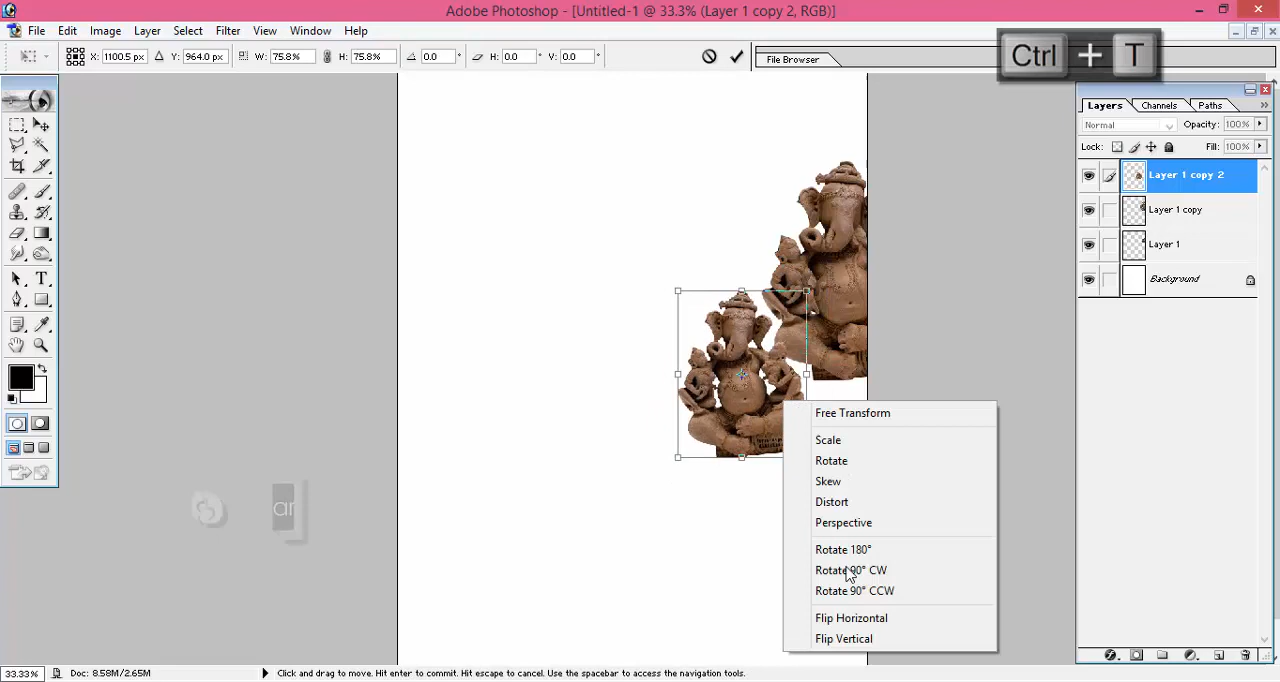 Adobe Photoshop - [Untitled-1 @ 33.3% (Layer 1 copy 2, RGB)]
File Edit Image Layer Select Filter View Window Help
X: 1100.5 px Y: 964.0 px W: 75.8% H: 75.8% 0.0 ° H: 0.0 V: 0.0 °
File Browser
Ctrl + T
Layers Channels Paths
Normal Opacity: 100%
Lock: Fill: 100%
Layer 1 copy 2
Layer 1 copy
Layer 1
Background
Free Transform
Scale
Rotate
Skew
Distort
Perspective
Rotate 180°
Rotate 90° CW
Rotate 90° CCW
Flip Horizontal
Flip Vertical
T
ar
33.33% Doc: 8.58M/2.65M Click and drag to move. Hit enter to commit. Hit escape to cancel. Use the spacebar to access the navigation tools.